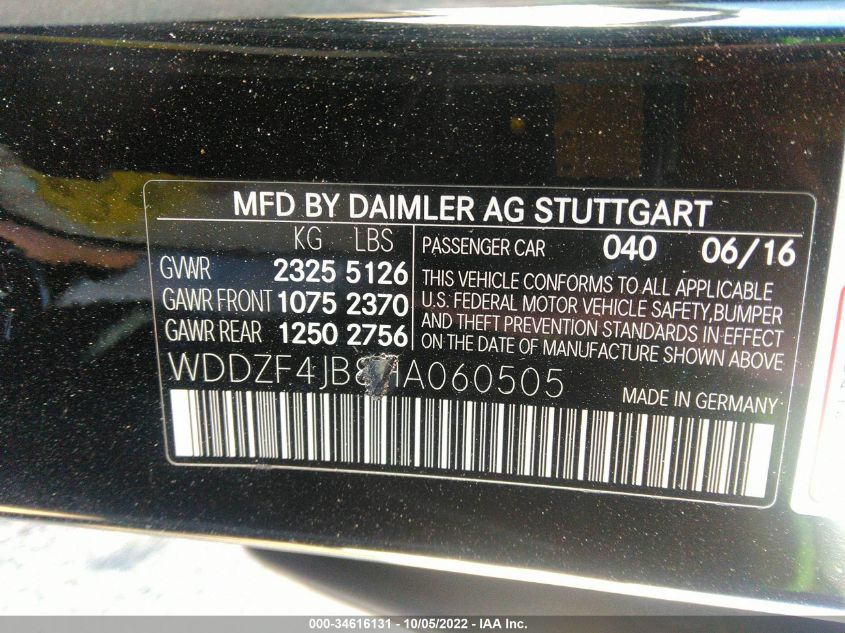 MFD BY DAIMLER AG STUTTGART
KG LBS
GVWR 2325 5126
GAWR FRONT 1075 2370
GAWR REAR 1250 2756
PASSENGER CAR 040 06/16
THIS VEHICLE CONFORMS TO ALL APPLICABLE
U.S. FEDERAL MOTOR VEHICLE SAFETY,BUMPER
AND THEFT PREVENTION STANDARDS IN EFFECT
ON THE DATE OF MANUFACTURE SHOWN ABOVE.
WDDZF4JB8HA060505
MADE IN GERMANY
000-34616131 - 10/05/2022 - IAA Inc.